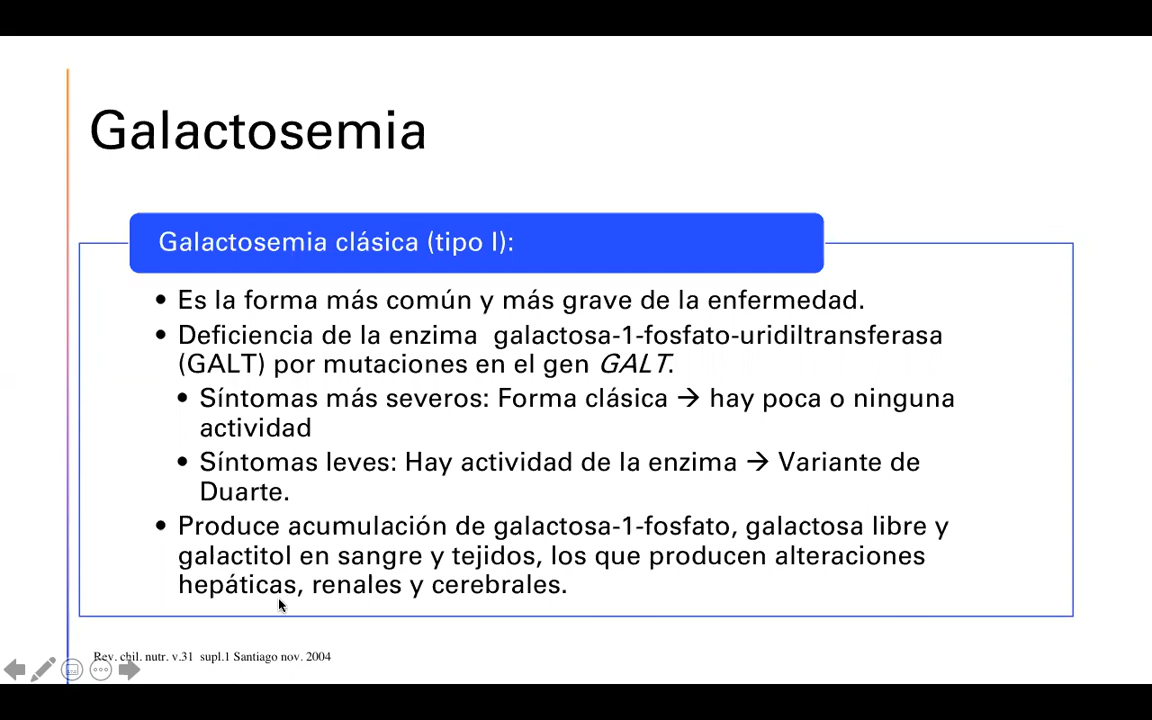 Galactosemia
Galactosemia clásica (tipo I):
• Es la forma más común y más grave de la enfermedad.
• Deficiencia de la enzima  galactosa-1-fosfato-uridiltransferasa
(GALT) por mutaciones en el gen GALT.
• Síntomas más severos: Forma clásica → hay poca o ninguna
actividad
• Síntomas leves: Hay actividad de la enzima → Variante de
Duarte.
• Produce acumulación de galactosa-1-fosfato, galactosa libre y
galactitol en sangre y tejidos, los que producen alteraciones
hepáticas, renales y cerebrales.
Rev. chil. nutr. v.31  supl.1 Santiago nov. 2004